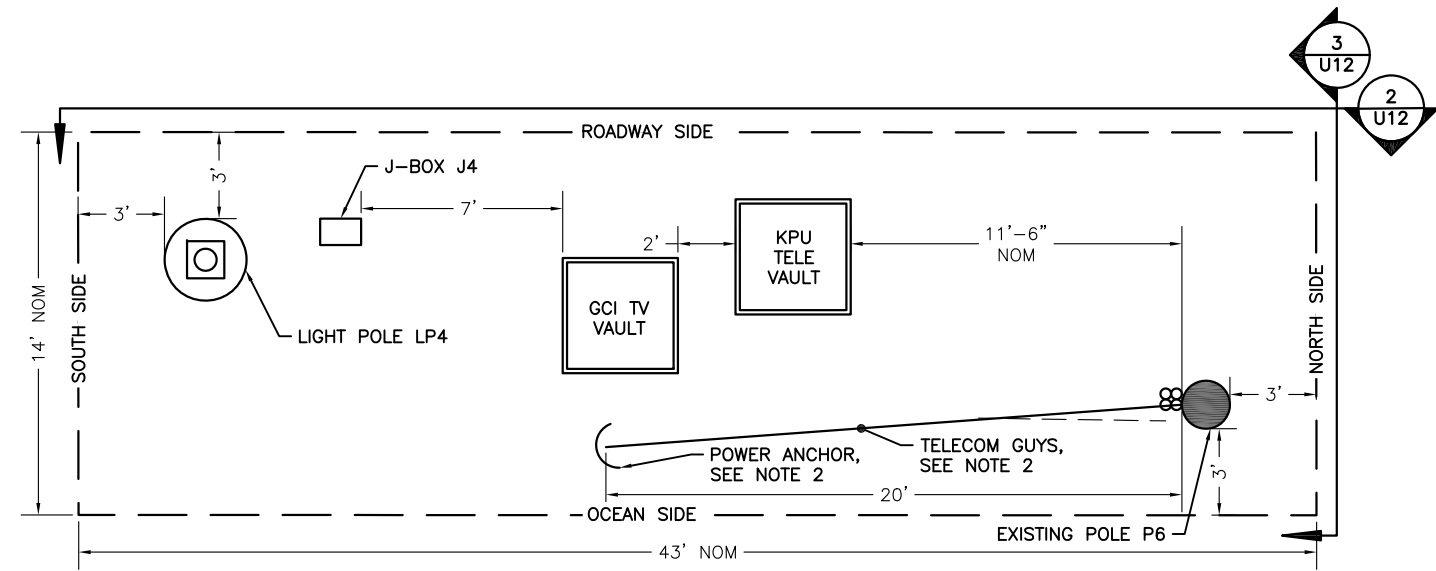 3
U12
2
U12
ROADWAY SIDE
J-BOX J4
3'
3'
7'
2'
KPU
TELE
VAULT
11'-6"
NOM
GCI TV
VAULT
14' NOM
SOUTH SIDE
NORTH SIDE
LIGHT POLE LP4
3'
POWER ANCHOR,
SEE NOTE 2
TELECOM GUYS,
SEE NOTE 2
3'
20'
OCEAN SIDE
EXISTING POLE P6
43' NOM